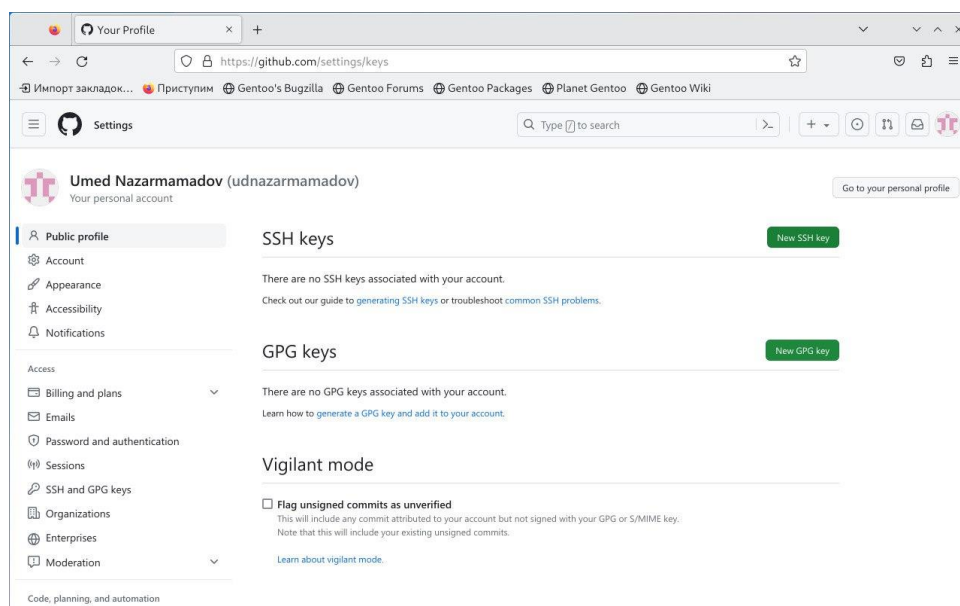 Your Profile
https://github.com/settings/keys
Импорт закладок... Приступим Gentoo's Bugzilla Gentoo Forums Gentoo Packages Planet Gentoo Gentoo Wiki
Settings
Type / to search
Umed Nazarmamadov (udnazarmamadov)
Your personal account
Go to your personal profile
Public profile
Account
Appearance
Accessibility
Notifications
Access
Billing and plans
Emails
Password and authentication
Sessions
SSH and GPG keys
Organizations
Enterprises
Moderation
Code, planning, and automation
SSH keys
New SSH key
There are no SSH keys associated with your account.
Check out our guide to generating SSH keys or troubleshoot common SSH problems.
GPG keys
New GPG key
There are no GPG keys associated with your account.
Learn how to generate a GPG key and add it to your account.
Vigilant mode
Flag unsigned commits as unverified
This will include any commit attributed to your account but not signed with your GPG or S/MIME key.
Note that this will include your existing unsigned commits.
Learn about vigilant mode.